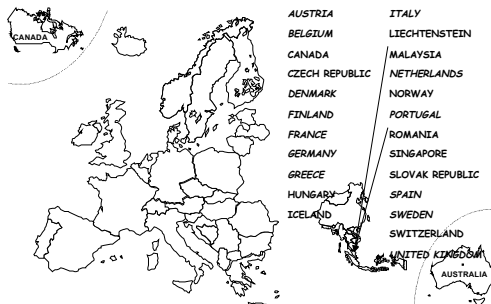 CANADA
AUSTRIA
BELGIUM
CANADA
CZECH REPUBLIC
DENMARK
FINLAND
FRANCE
GERMANY
GREECE
HUNGARY
ICELAND
ITALY
LIECHTENSTEIN
MALAYSIA
NETHERLANDS
NORWAY
PORTUGAL
ROMANIA
SINGAPORE
SLOVAK REPUBLIC
SPAIN
SWEDEN
SWITZERLAND
UNITED KINGDOM
AUSTRALIA